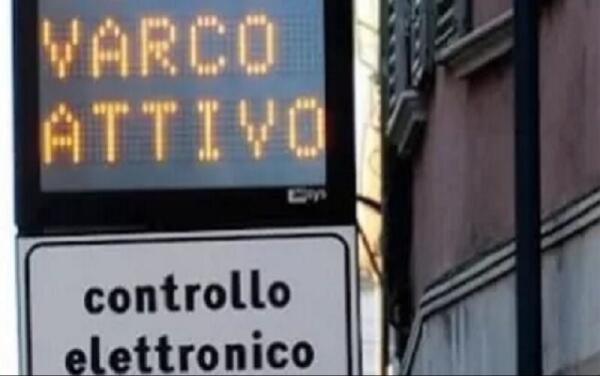 VARCO
ATTIVO
controllo
elettronico